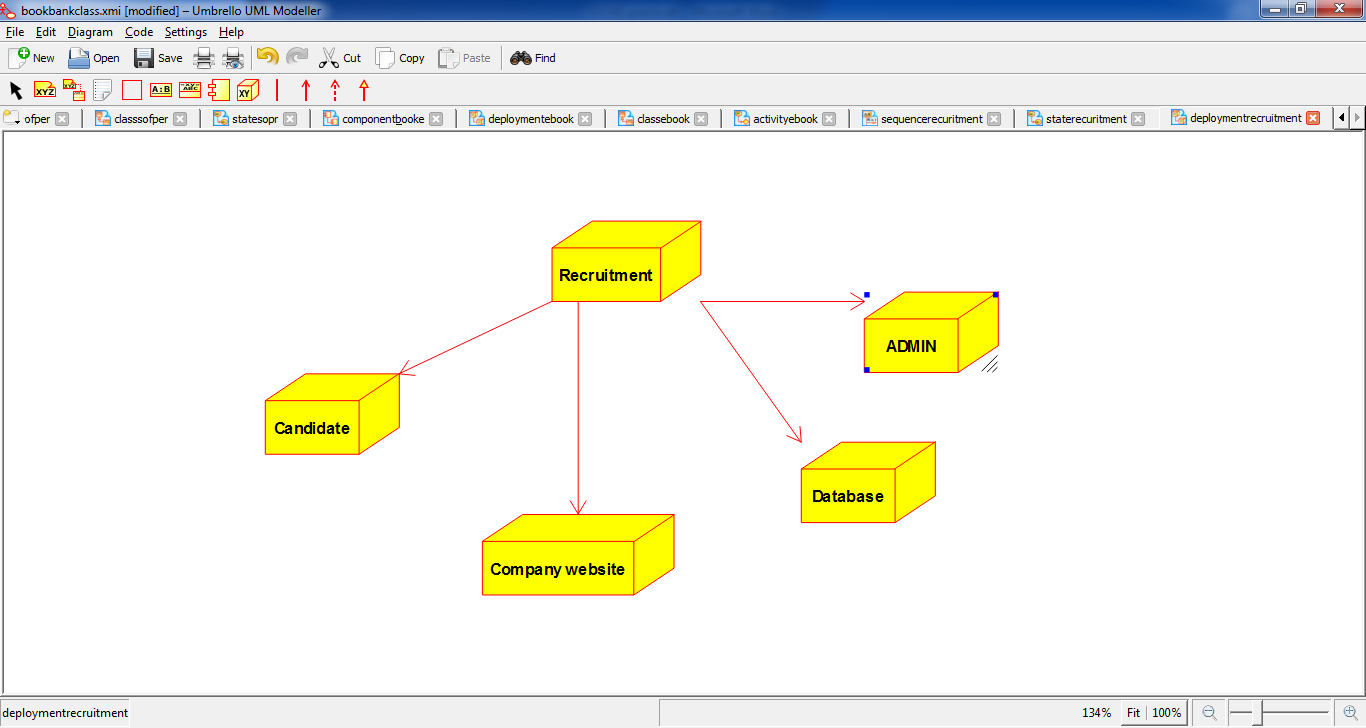 bookbankclass.xmi [modified] – Umbrello UML Modeller
File Edit Diagram Code Settings Help
New Open Save Cut Copy Paste Find
XYZ XYZ A:B ABC XY
ofper classsofper statesopr componentbooke deploymentebook classebook activityebook sequencerecuritment staterecuritment deploymentrecruitment
Recruitment
ADMIN
Candidate
Database
Company website
deploymentrecruitment 134% Fit 100%